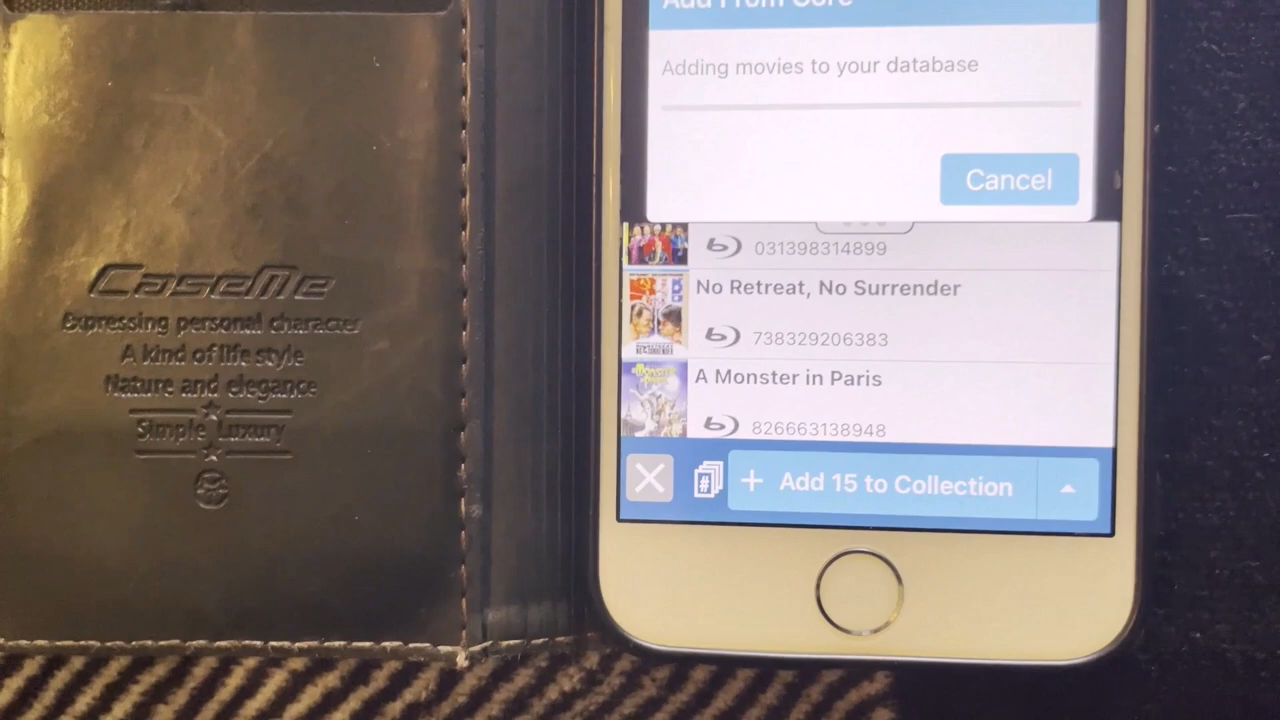 CaseMe
Expressing personal character
A kind of life style
Nature and elegance
Simple Luxury
Add From Core
Adding movies to your database
Cancel
031398314899
No Retreat, No Surrender
738329206383
A Monster in Paris
826663138948
#
+ Add 15 to Collection